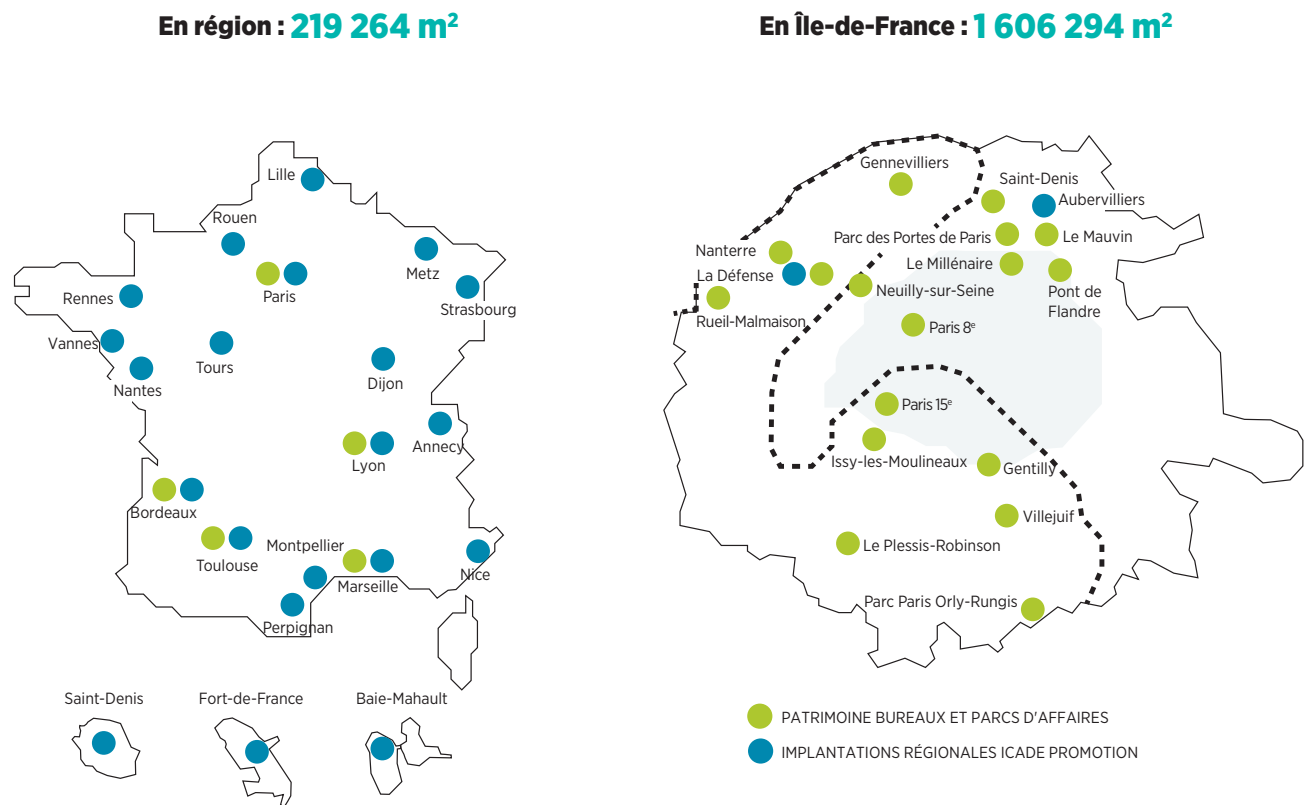 En région : 219 264 m²
Lille
Rouen
Metz
Paris
Strasbourg
Rennes
Vannes
Tours
Nantes
Dijon
Annecy
Lyon
Bordeaux
Montpellier
Toulouse
Marseille
Nice
Perpignan
Saint-Denis
Fort-de-France
Baie-Mahault
En Île-de-France : 1 606 294 m²
Gennevilliers
Saint-Denis
Aubervilliers
Parc des Portes de Paris
Le Mauvin
Nanterre
Le Millénaire
La Défense
Neuilly-sur-Seine
Pont de
Flandre
Rueil-Malmaison
Paris 8e
Paris 15e
Issy-les-Moulineaux
Gentilly
Villejuif
Le Plessis-Robinson
Parc Paris Orly-Rungis
PATRIMOINE BUREAUX ET PARCS D'AFFAIRES
IMPLANTATIONS RÉGIONALES ICADE PROMOTION